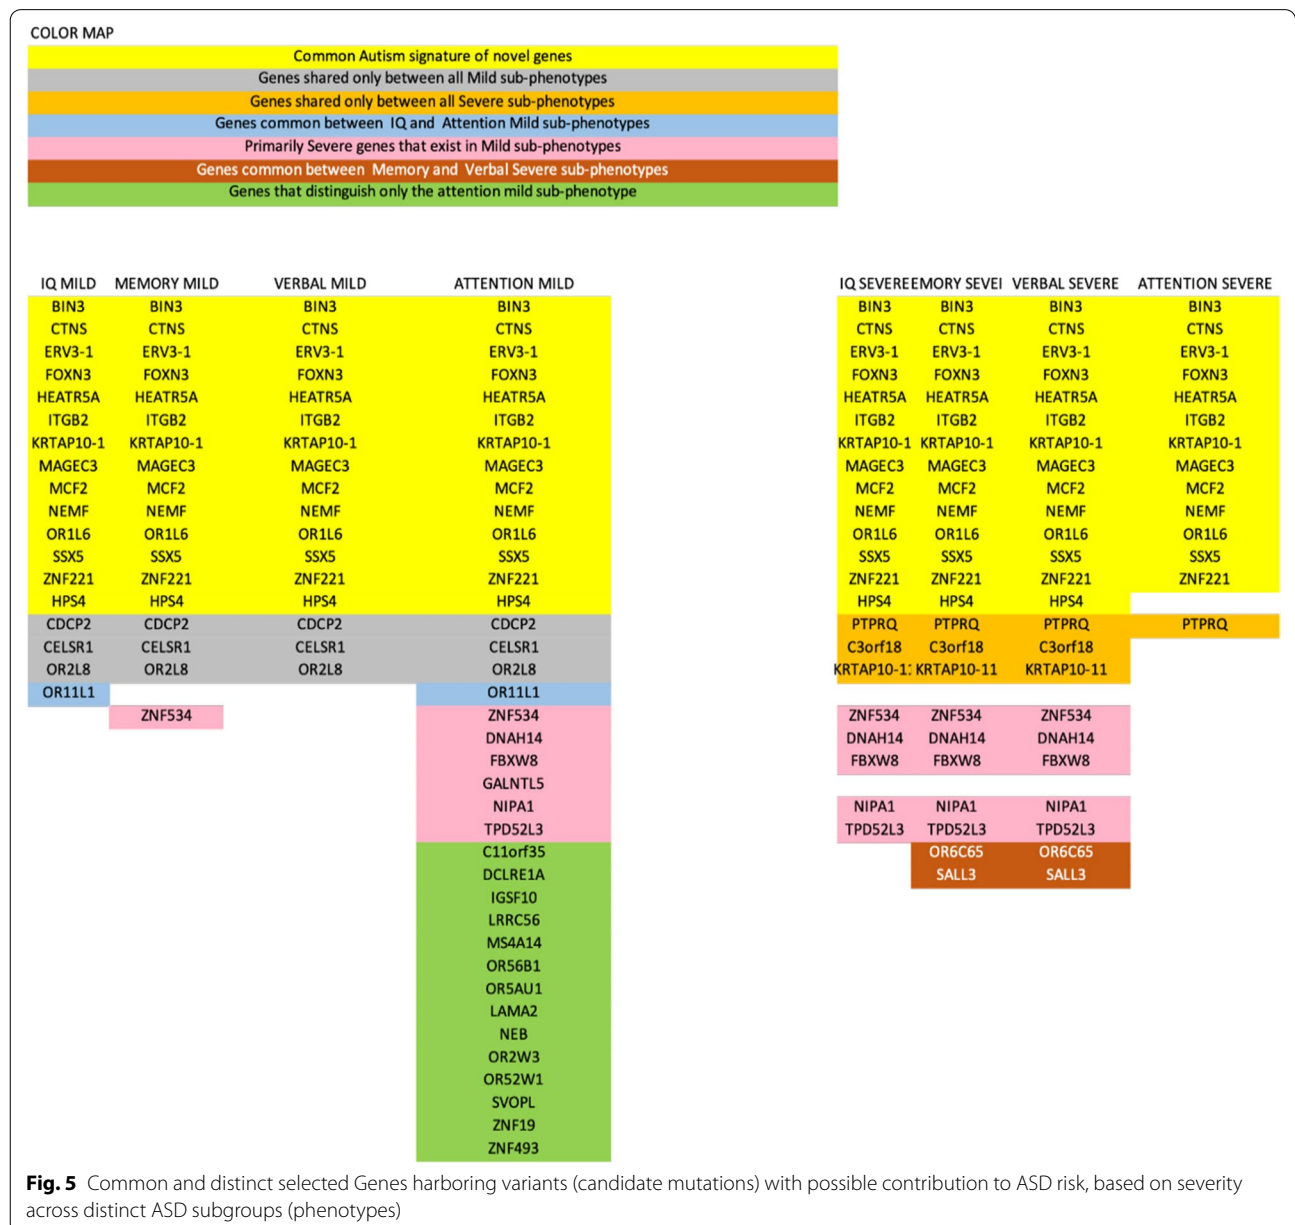 COLOR MAP
Common Autism signature of novel genes
Genes shared only between all Mild sub-phenotypes
Genes shared only between all Severe sub-phenotypes
Genes common between IQ and Attention Mild sub-phenotypes
Primarily Severe genes that exist in Mild sub-phenotypes
Genes common between Memory and Verbal Severe sub-phenotypes
Genes that distinguish only the attention mild sub-phenotype
IQ MILD MEMORY MILD VERBAL MILD ATTENTION MILD IQ SEVERE EMORY SEVEI VERBAL SEVERE ATTENTION SEVERE
BIN3 BIN3 BIN3 BIN3 BIN3 BIN3 BIN3 BIN3
CTNS CTNS CTNS CTNS CTNS CTNS CTNS CTNS
ERV3-1 ERV3-1 ERV3-1 ERV3-1 ERV3-1 ERV3-1 ERV3-1 ERV3-1
FOXN3 FOXN3 FOXN3 FOXN3 FOXN3 FOXN3 FOXN3 FOXN3
HEATR5A HEATR5A HEATR5A HEATR5A HEATR5A HEATR5A HEATR5A HEATR5A
ITGB2 ITGB2 ITGB2 ITGB2 ITGB2 ITGB2 ITGB2 ITGB2
KRTAP10-1 KRTAP10-1 KRTAP10-1 KRTAP10-1 KRTAP10-1 KRTAP10-1 KRTAP10-1 KRTAP10-1
MAGEC3 MAGEC3 MAGEC3 MAGEC3 MAGEC3 MAGEC3 MAGEC3 MAGEC3
MCF2 MCF2 MCF2 MCF2 MCF2 MCF2 MCF2 MCF2
NEMF NEMF NEMF NEMF NEMF NEMF NEMF NEMF
OR1L6 OR1L6 OR1L6 OR1L6 OR1L6 OR1L6 OR1L6 OR1L6
SSX5 SSX5 SSX5 SSX5 SSX5 SSX5 SSX5 SSX5
ZNF221 ZNF221 ZNF221 ZNF221 ZNF221 ZNF221 ZNF221 ZNF221
HPS4 HPS4 HPS4 HPS4 HPS4 HPS4 HPS4
CDCP2 CDCP2 CDCP2 CDCP2 PTPRQ PTPRQ PTPRQ PTPRQ
CELSR1 CELSR1 CELSR1 CELSR1 C3orf18 C3orf18 C3orf18
OR2L8 OR2L8 OR2L8 OR2L8 KRTAP10-1: KRTAP10-11 KRTAP10-11
OR11L1 OR11L1
ZNF534 ZNF534 ZNF534 ZNF534 ZNF534
DNAH14 DNAH14 DNAH14 DNAH14
FBXW8 FBXW8 FBXW8 FBXW8
GALNTL5
NIPA1 NIPA1 NIPA1 NIPA1
TPD52L3 TPD52L3 TPD52L3 TPD52L3
C11orf35 OR6C65 OR6C65
DCLRE1A SALL3 SALL3
IGSF10
LRRC56
MS4A14
OR56B1
OR5AU1
LAMA2
NEB
OR2W3
OR52W1
SVOPL
ZNF19
ZNF493
Fig. 5 Common and distinct selected Genes harboring variants (candidate mutations) with possible contribution to ASD risk, based on severity
across distinct ASD subgroups (phenotypes)